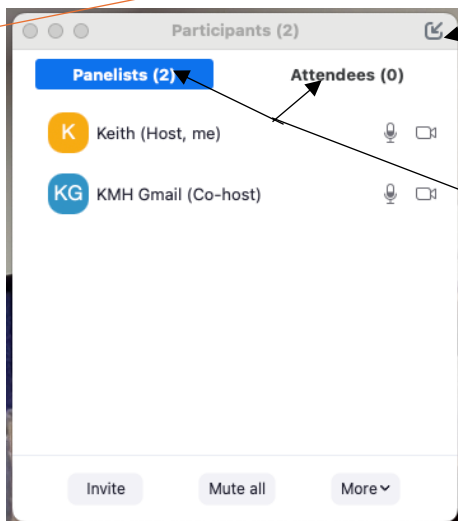 Participants (2)
Panelists (2) Attendees (0)
K Keith (Host, me)
KG KMH Gmail (Co-host)
Invite Mute all More